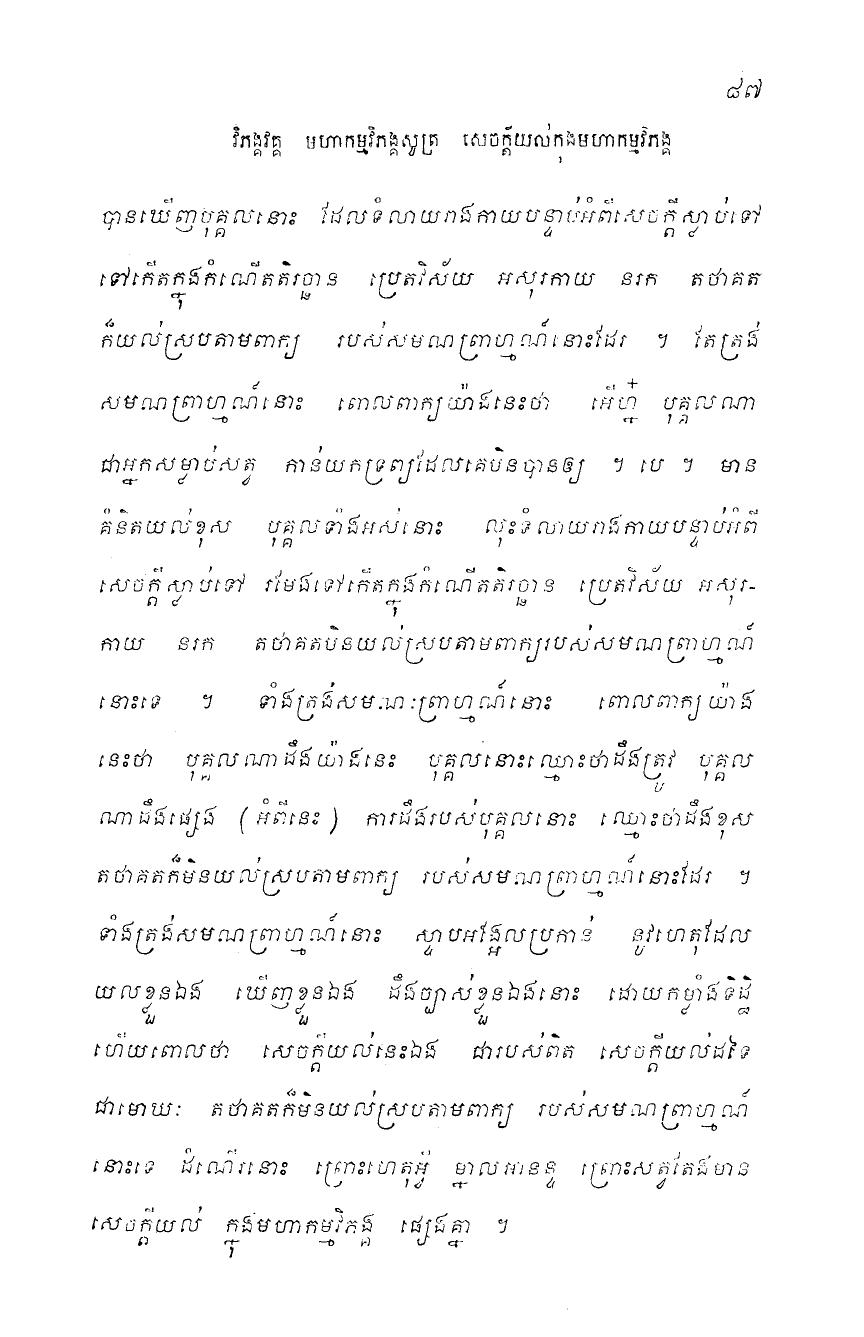 ៨៧
វិភង្គវគ្គ មហាកម្មវិភង្គសូត្រ សេចក្តីយល់ក្នុងមហាកម្មវិភង្គ
បានឃើញបុគ្គលនោះ ដែលទំលាយរាងកាយបន្ទាប់អំពីសេចក្តីស្លាប់ទៅ
ទៅកើតក្នុងកំណើតតិរច្ឆាន ប្រេតវិស័យ អសុរកាយ នរក តថាគត
ក៏យល់ស្របតាមពាក្យ របស់សមណព្រាហ្មណ៍នោះដែរ ។ តែត្រង់
សមណព្រាហ្មណ៍នោះ ពោលពាក្យយ៉ាងនេះថា អើហ្ន៎ បុគ្គលណា
ជាអ្នកសម្លាប់សត្វ កាន់យកទ្រព្យដែលគេមិនបានឲ្យ ។ បេ ។ មាន
គំនិតយល់ខុស បុគ្គលទាំងអស់នោះ លុះទំលាយរាងកាយបន្ទាប់អំពី
សេចក្តីស្លាប់ទៅ រមែងទៅកើតក្នុងកំណើតតិរច្ឆាន ប្រេតវិស័យ អសុរ-
កាយ នរក តថាគតមិនយល់ស្របតាមពាក្យរបស់សមណព្រាហ្មណ៍
នោះទេ ។ ទាំងត្រង់សមណៈព្រាហ្មណ៍នោះ ពោលពាក្យយ៉ាង
នេះថា បុគ្គលណាដឹងយ៉ាងនេះ បុគ្គលនោះឈ្មោះថាដឹងត្រូវ បុគ្គល
ណាដឹងផ្សេង (អំពីនេះ) ការដឹងរបស់បុគ្គលនោះ ឈ្មោះថាដឹងខុស
តថាគតក៏មិនយល់ស្របតាមពាក្យ របស់សមណព្រាហ្មណ៍នោះដែរ ។
ទាំងត្រង់សមណព្រាហ្មណ៍នោះ ស្ទាបអង្អែលប្រកាន់ នូវហេតុដែល
យល់ខ្លួនឯង ឃើញខ្លួនឯង ដឹងច្បាស់ខ្លួនឯងនោះ ដោយកម្លាំងទិដ្ឋិ
ហើយពោលថា សេចក្តីយល់នេះឯង ជារបស់ពិត សេចក្តីយល់ដទៃ
ជាមោឃៈ តថាគតក៏មិនយល់ស្របតាមពាក្យ របស់សមណព្រាហ្មណ៍
នោះទេ ដំណើរនោះ ព្រោះហេតុអ្វី ម្នាលអានន្ទ ព្រោះសត្វតែងមាន
សេចក្តីយល់ ក្នុងមហាកម្មវិភង្គ ផ្សេងគ្នា ។